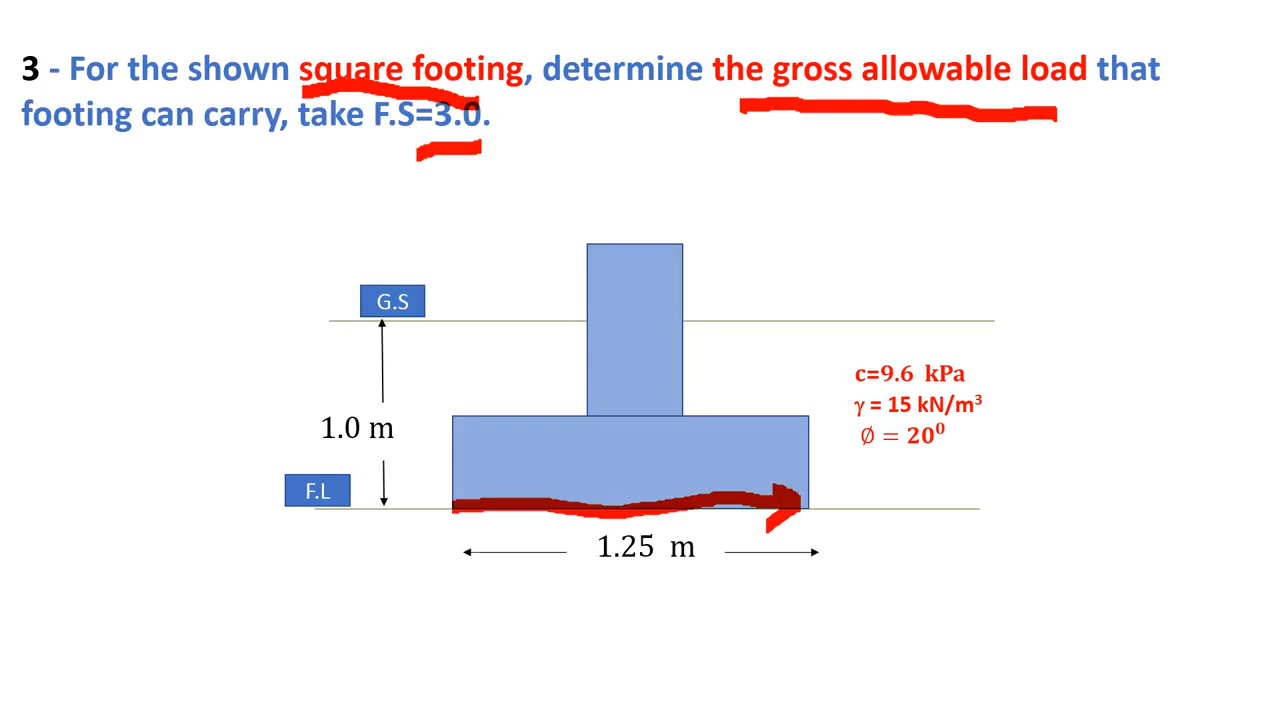 3 - For the shown square footing, determine the gross allowable load that
footing can carry, take F.S=3.0.
G.S
c=9.6 kPa
γ = 15 kN/m³
1.0 m
∅ = 20⁰
F.L
1.25 m